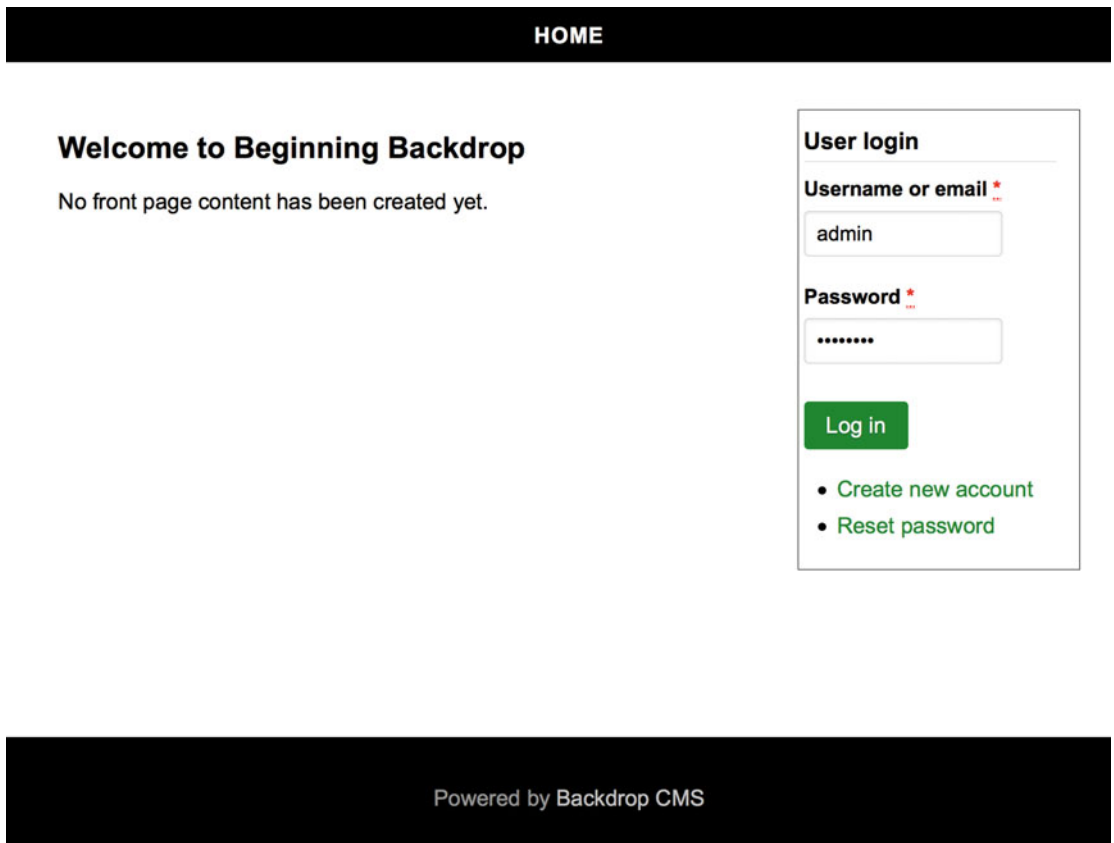 HOME
Welcome to Beginning Backdrop
No front page content has been created yet.
User login
Username or email *
admin
Password *
••••••••
Log in
• Create new account
• Reset password
Powered by Backdrop CMS